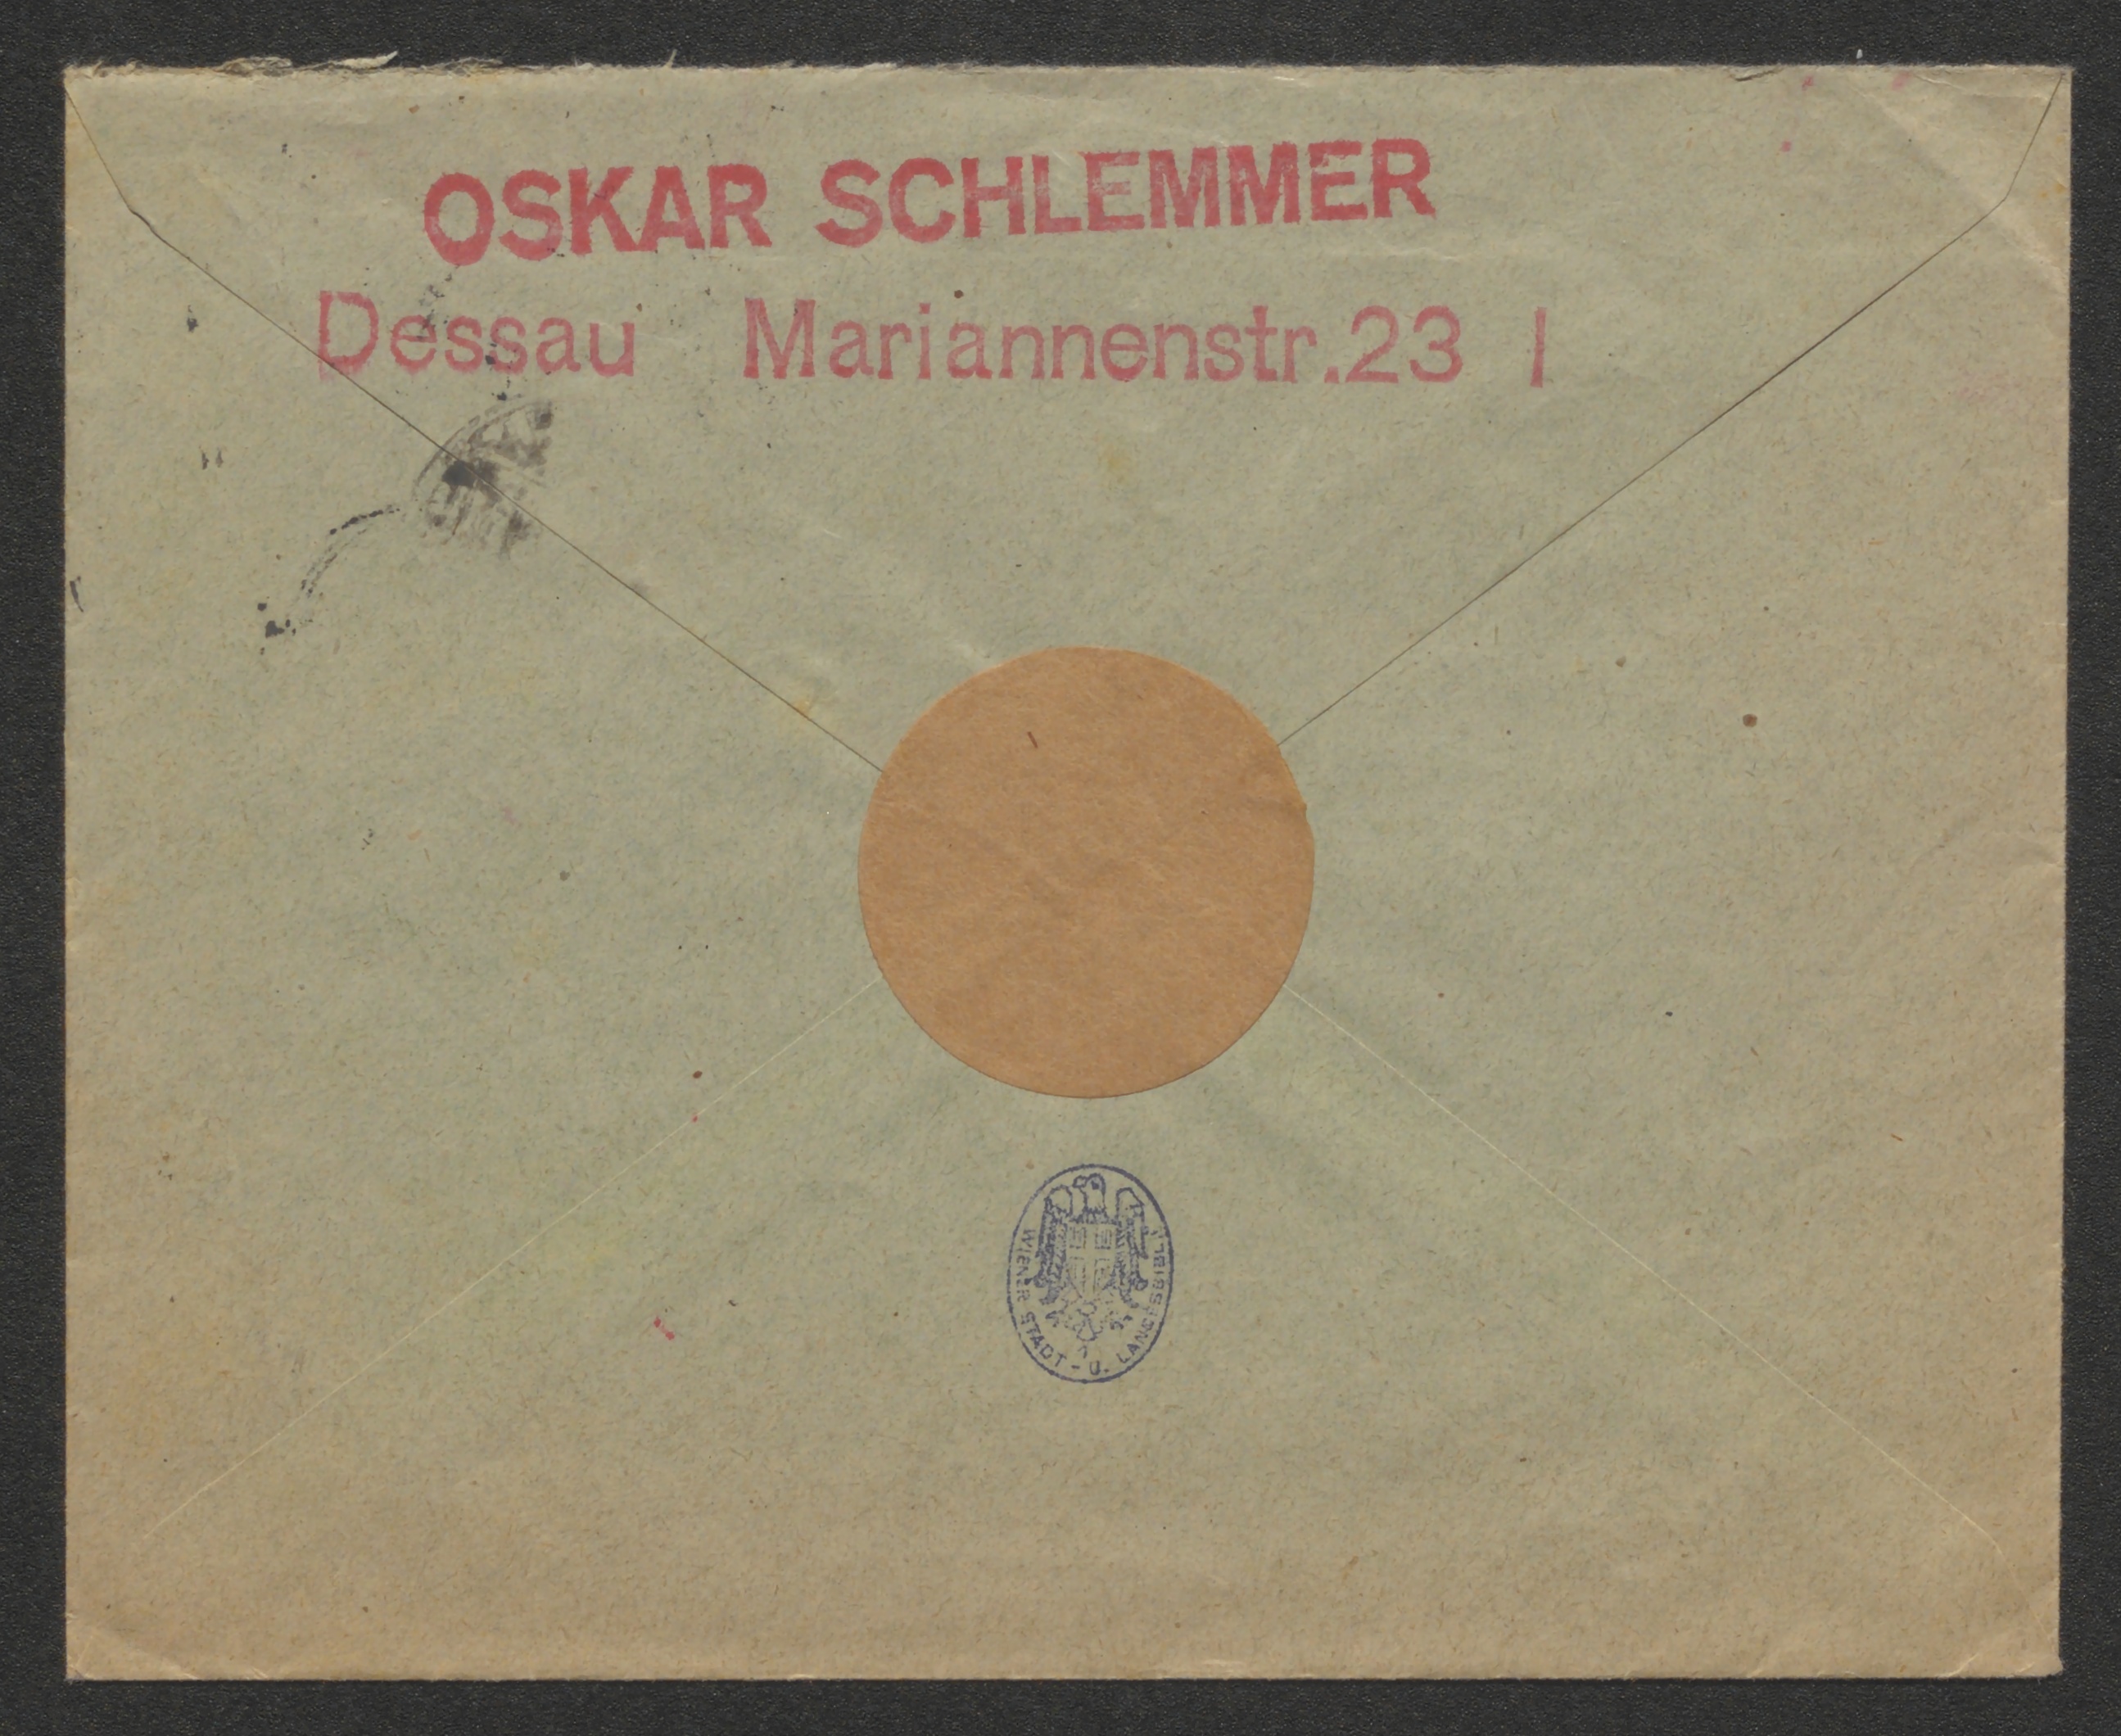 OSKAR SCHLEMMER
Dessau Mariannenstr.23 I
WIENER STADT-U. LANDESBIBL.